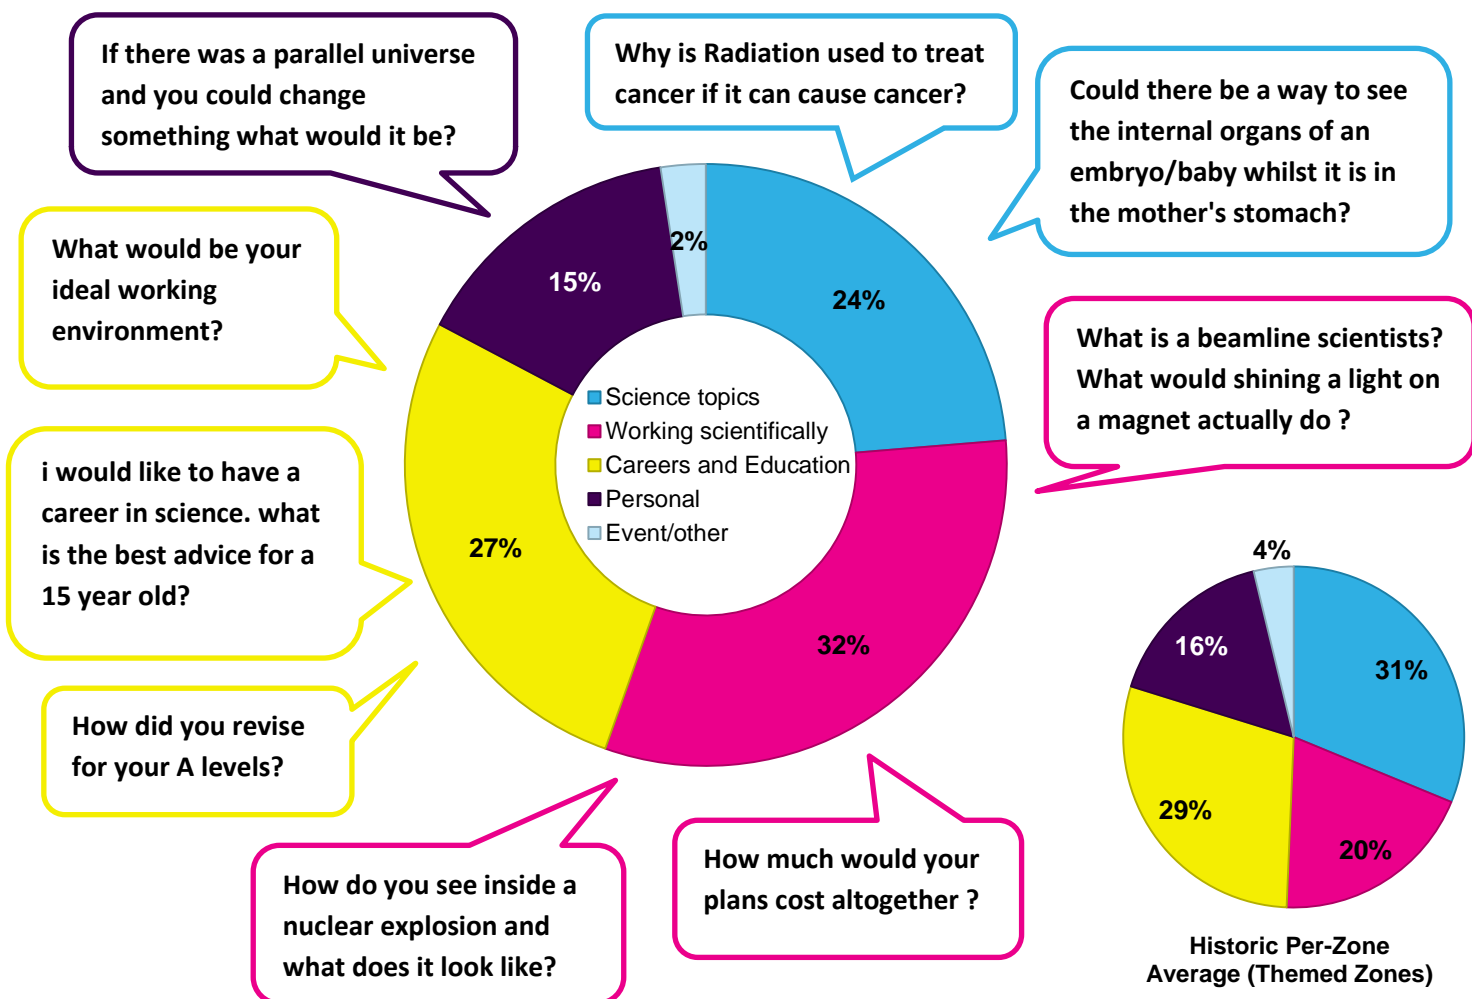 If there was a parallel universe
and you could change
something what would it be?
Why is Radiation used to treat
cancer if it can cause cancer?
Could there be a way to see
the internal organs of an
embryo/baby whilst it is in
the mother's stomach?
What would be your
ideal working
environment?
2%
15%
24%
What is a beamline scientists?
What would shining a light on
a magnet actually do ?
Science topics
Working scientifically
Careers and Education
Personal
Event/other
i would like to have a
career in science. what
is the best advice for a
15 year old?
27%
32%
How did you revise
for your A levels?
How do you see inside a
nuclear explosion and
what does it look like?
How much would your
plans cost altogether ?
4%
16%
31%
29%
20%
Historic Per-Zone
Average (Themed Zones)